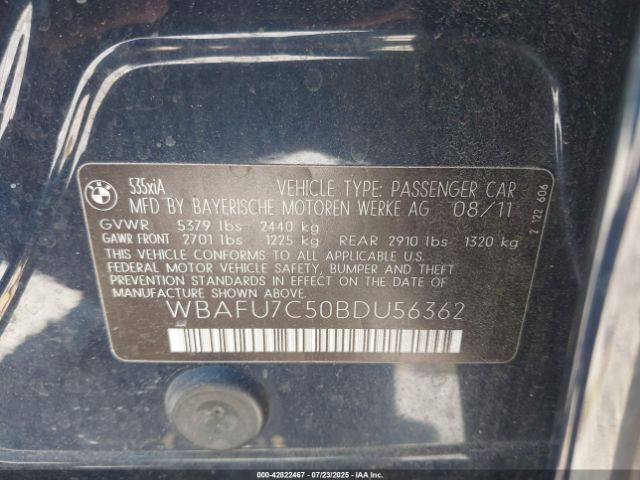 BMW
535xiA
VEHICLE TYPE: PASSENGER CAR
MFD BY BAYERISCHE MOTOREN WERKE AG 08/11
GVWR 5379 lbs 2440 kg
GAWR FRONT 2701 lbs 1225 kg REAR 2910 lbs 1320 kg
THIS VEHICLE CONFORMS TO ALL APPLICABLE U.S.
FEDERAL MOTOR VEHICLE SAFETY, BUMPER AND THEFT
PREVENTION STANDARDS IN EFFECT ON THE DATE OF
MANUFACTURE SHOWN ABOVE.
WBAFU7C50BDU56362
2 122 606
000-42822467 - 07/23/2025 - IAAI.COM